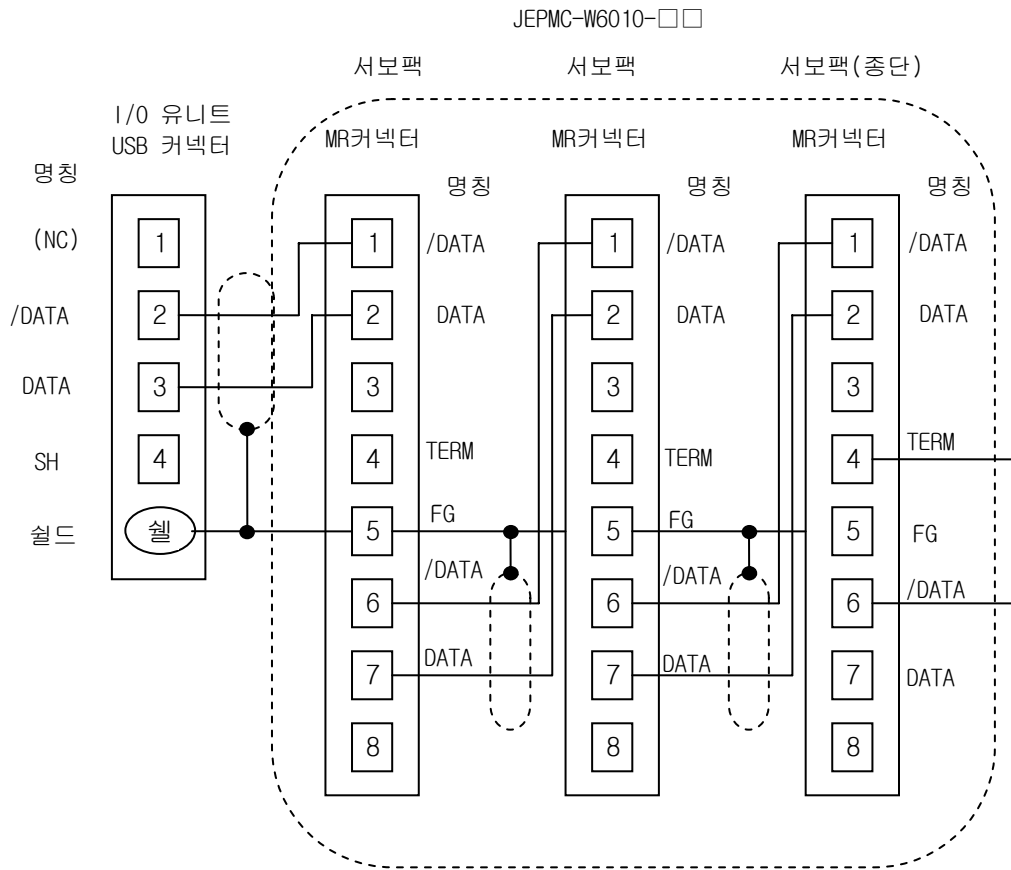 JEPMC-W6010-□□
서보팩 서보팩 서보팩(종단)
I/O 유니트
USB 커넥터
MR커넥터 MR커넥터 MR커넥터
명칭 명칭 명칭 명칭
(NC) 1 1 /DATA 1 /DATA 1 /DATA
/DATA 2 2 DATA 2 DATA 2 DATA
DATA 3 3 3 3
SH 4 4 TERM 4 TERM 4 TERM
쉴드 쉘 5 FG 5 FG 5 FG
6 /DATA 6 /DATA 6 /DATA
7 DATA 7 DATA 7 DATA
8 8 8